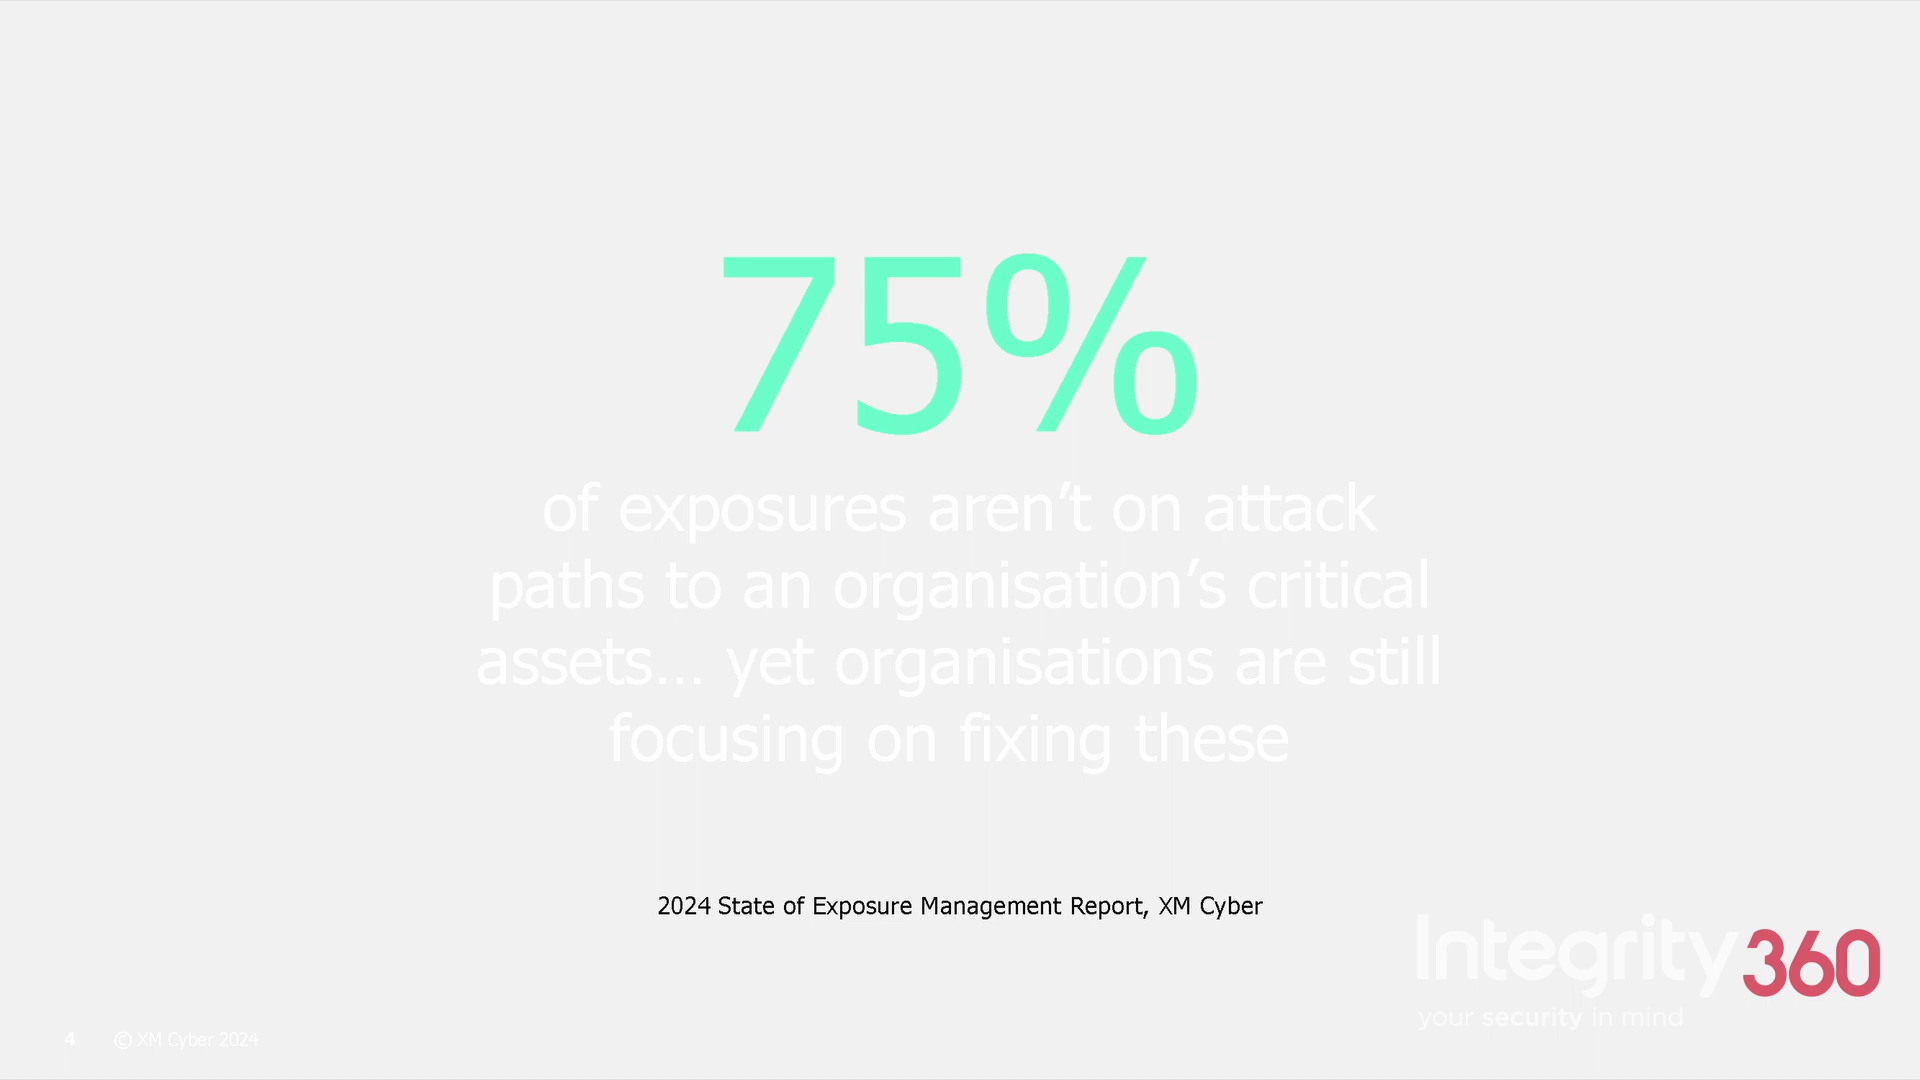 75%
of exposures aren’t on attack
paths to an organisation’s critical
assets... yet organisations are still
focusing on fixing these
2024 State of Exposure Management Report, XM Cyber
Integrity360
your security in mind
4 © XM Cyber 2024